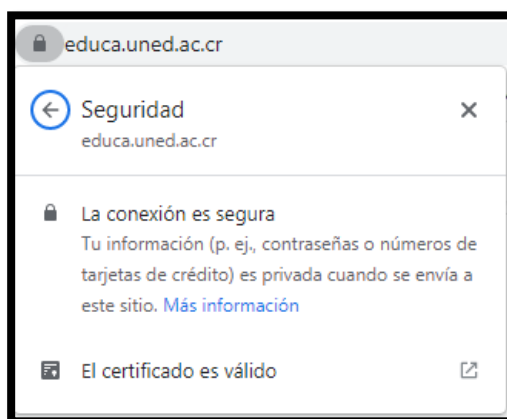 educa.uned.ac.cr
Seguridad
educa.uned.ac.cr
La conexión es segura
Tu información (p. ej., contraseñas o números de
tarjetas de crédito) es privada cuando se envía a
este sitio. Más información
El certificado es válido